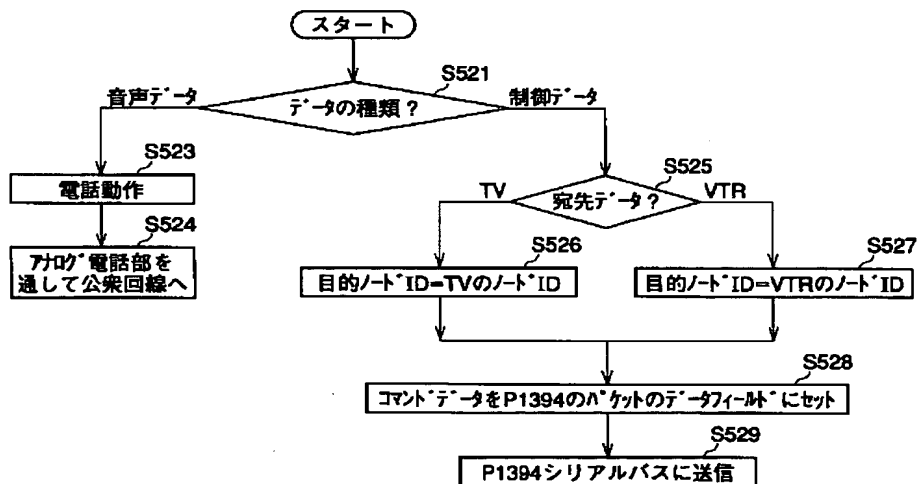 スタート
S521
音声データ
データの種類?
制御データ
S523
電話動作
S524
アナログ電話部を
通して公衆回線へ
S525
TV
宛先データ?
VTR
S526
目的ノードID=TVのノードID
S527
目的ノードID=VTRのノードID
S528
コマンドデータをP1394のパケットのデータフィールドにセット
S529
P1394シリアルバスに送信